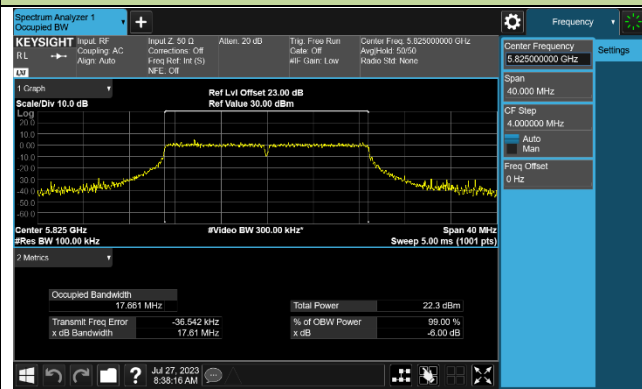 Spectrum Analyzer 1
Occupied BW
+
Frequency
KEYSIGHT
RL
LXI
Input: RF
Coupling: AC
Align: Auto
Input Z: 50 Ω
Corrections: Off
Freq Ref: Int (S)
NFE: Off
Atten: 20 dB
Trig: Free Run
Gate: Off
#IF Gain: Low
Center Freq: 5.825000000 GHz
Avg|Hold: 50/50
Radio Std: None
Center Frequency
5.825000000 GHz
Settings
Span
40.000 MHz
CF Step
4.000000 MHz
Auto
Man
Freq Offset
0 Hz
1 Graph
Scale/Div 10.0 dB
Ref Lvl Offset 23.00 dB
Ref Value 30.00 dBm
Log
20.0
10.0
0.00
-10.0
-20.0
-30.0
-40.0
-50.0
-60.0
Center 5.825 GHz
#Res BW 100.00 kHz
#Video BW 300.00 kHz*
Span 40 MHz
Sweep 5.00 ms (1001 pts)
2 Metrics
Occupied Bandwidth
17.661 MHz
Total Power 22.3 dBm
Transmit Freq Error -36.542 kHz
% of OBW Power 99.00 %
x dB Bandwidth 17.61 MHz
x dB -6.00 dB
?
Jul 27, 2023
8:38:16 AM